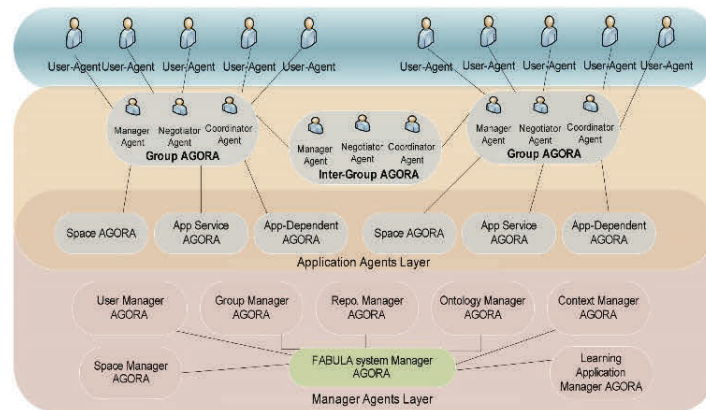 User-Agent User-Agent User-Agent User-Agent User-Agent
User-Agent User-Agent User-Agent User-Agent User-Agent
Manager
Agent
Negotiator
Agent
Coordinator
Agent
Group AGORA
Manager
Agent
Negotiator
Agent
Coordinator
Agent
Inter-Group AGORA
Manager
Agent
Negotiator
Agent
Coordinator
Agent
Group AGORA
Space AGORA
App Service
AGORA
App-Dependent
AGORA
Space AGORA
App Service
AGORA
App-Dependent
AGORA
Application Agents Layer
User Manager
AGORA
Group Manager
AGORA
Repo. Manager
AGORA
Ontology Manager
AGORA
Context Manager
AGORA
Space Manager
AGORA
FABULA system Manager
AGORA
Learning
Application
Manager AGORA
Manager Agents Layer